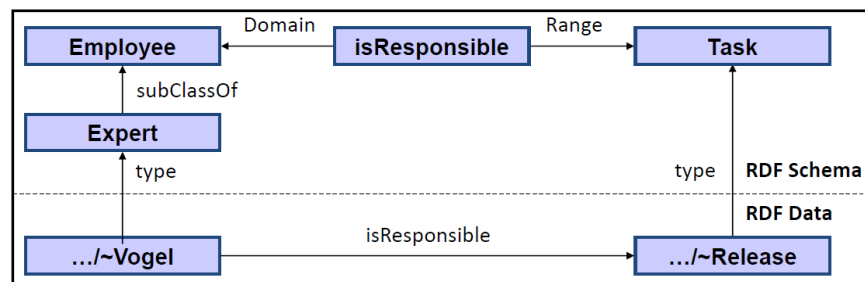 Domain
Range
Employee
isResponsible
Task
subClassOf
Expert
type
type
RDF Schema
RDF Data
isResponsible
…/~Vogel
…/~Release